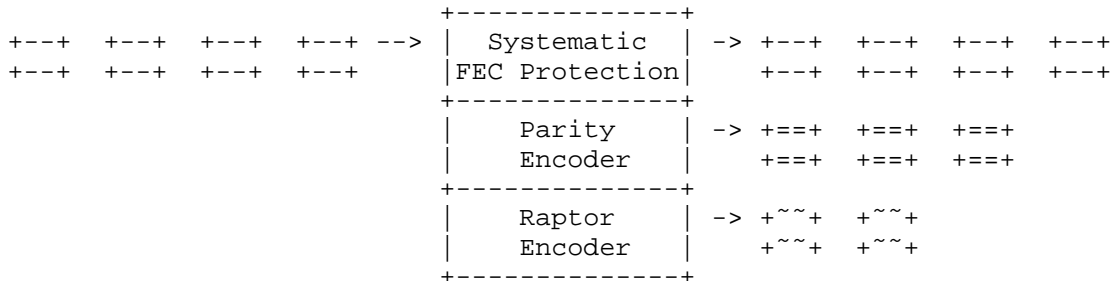 +--------------+
+--+  +--+  +--+  +--+ -->         |  Systematic  | -> +--+  +--+  +--+  +--+
+--+  +--+  +--+  +--+             |FEC Protection|    +--+  +--+  +--+  +--+
                                   +--------------+
                                   |    Parity    | -> +==+  +==+  +==+
                                   |    Encoder   |    +==+  +==+  +==+
                                   +--------------+
                                   |    Raptor    | -> +~~+  +~~+
                                   |    Encoder   |    +~~+  +~~+
                                   +--------------+